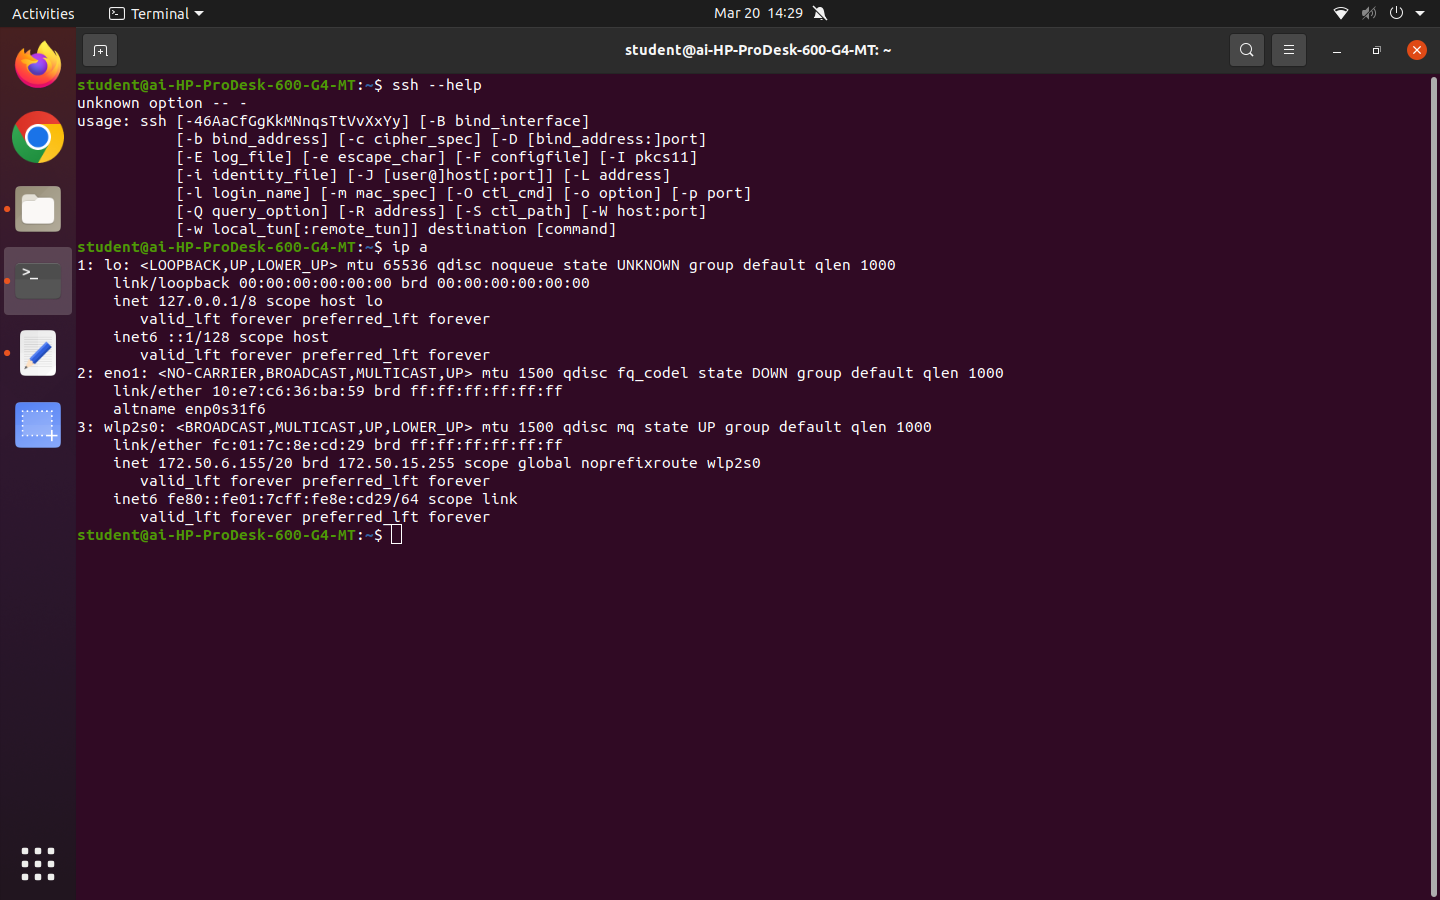 Activities
Terminal
Mar 20 14:29
student@ai-HP-ProDesk-600-G4-MT: ~
student@ai-HP-ProDesk-600-G4-MT:~$ ssh --help
unknown option -- -
usage: ssh [-46AaCfGgKkMNnqsTtVvXxYy] [-B bind_interface]
[-b bind_address] [-c cipher_spec] [-D [bind_address:]port]
[-E log_file] [-e escape_char] [-F configfile] [-I pkcs11]
[-i identity_file] [-J [user@]host[:port]] [-L address]
[-l login_name] [-m mac_spec] [-O ctl_cmd] [-o option] [-p port]
[-Q query_option] [-R address] [-S ctl_path] [-W host:port]
[-w local_tun[:remote_tun]] destination [command]
student@ai-HP-ProDesk-600-G4-MT:~$ ip a
1: lo: <LOOPBACK,UP,LOWER_UP> mtu 65536 qdisc noqueue state UNKNOWN group default qlen 1000
link/loopback 00:00:00:00:00:00 brd 00:00:00:00:00:00
inet 127.0.0.1/8 scope host lo
valid_lft forever preferred_lft forever
inet6 ::1/128 scope host
valid_lft forever preferred_lft forever
2: eno1: <NO-CARRIER,BROADCAST,MULTICAST,UP> mtu 1500 qdisc fq_codel state DOWN group default qlen 1000
link/ether 10:e7:c6:36:ba:59 brd ff:ff:ff:ff:ff:ff
altname enp0s31f6
3: wlp2s0: <BROADCAST,MULTICAST,UP,LOWER_UP> mtu 1500 qdisc mq state UP group default qlen 1000
link/ether fc:01:7c:8e:cd:29 brd ff:ff:ff:ff:ff:ff
inet 172.50.6.155/20 brd 172.50.15.255 scope global noprefixroute wlp2s0
valid_lft forever preferred_lft forever
inet6 fe80::fe01:7cff:fe8e:cd29/64 scope link
valid_lft forever preferred_lft forever
student@ai-HP-ProDesk-600-G4-MT:~$